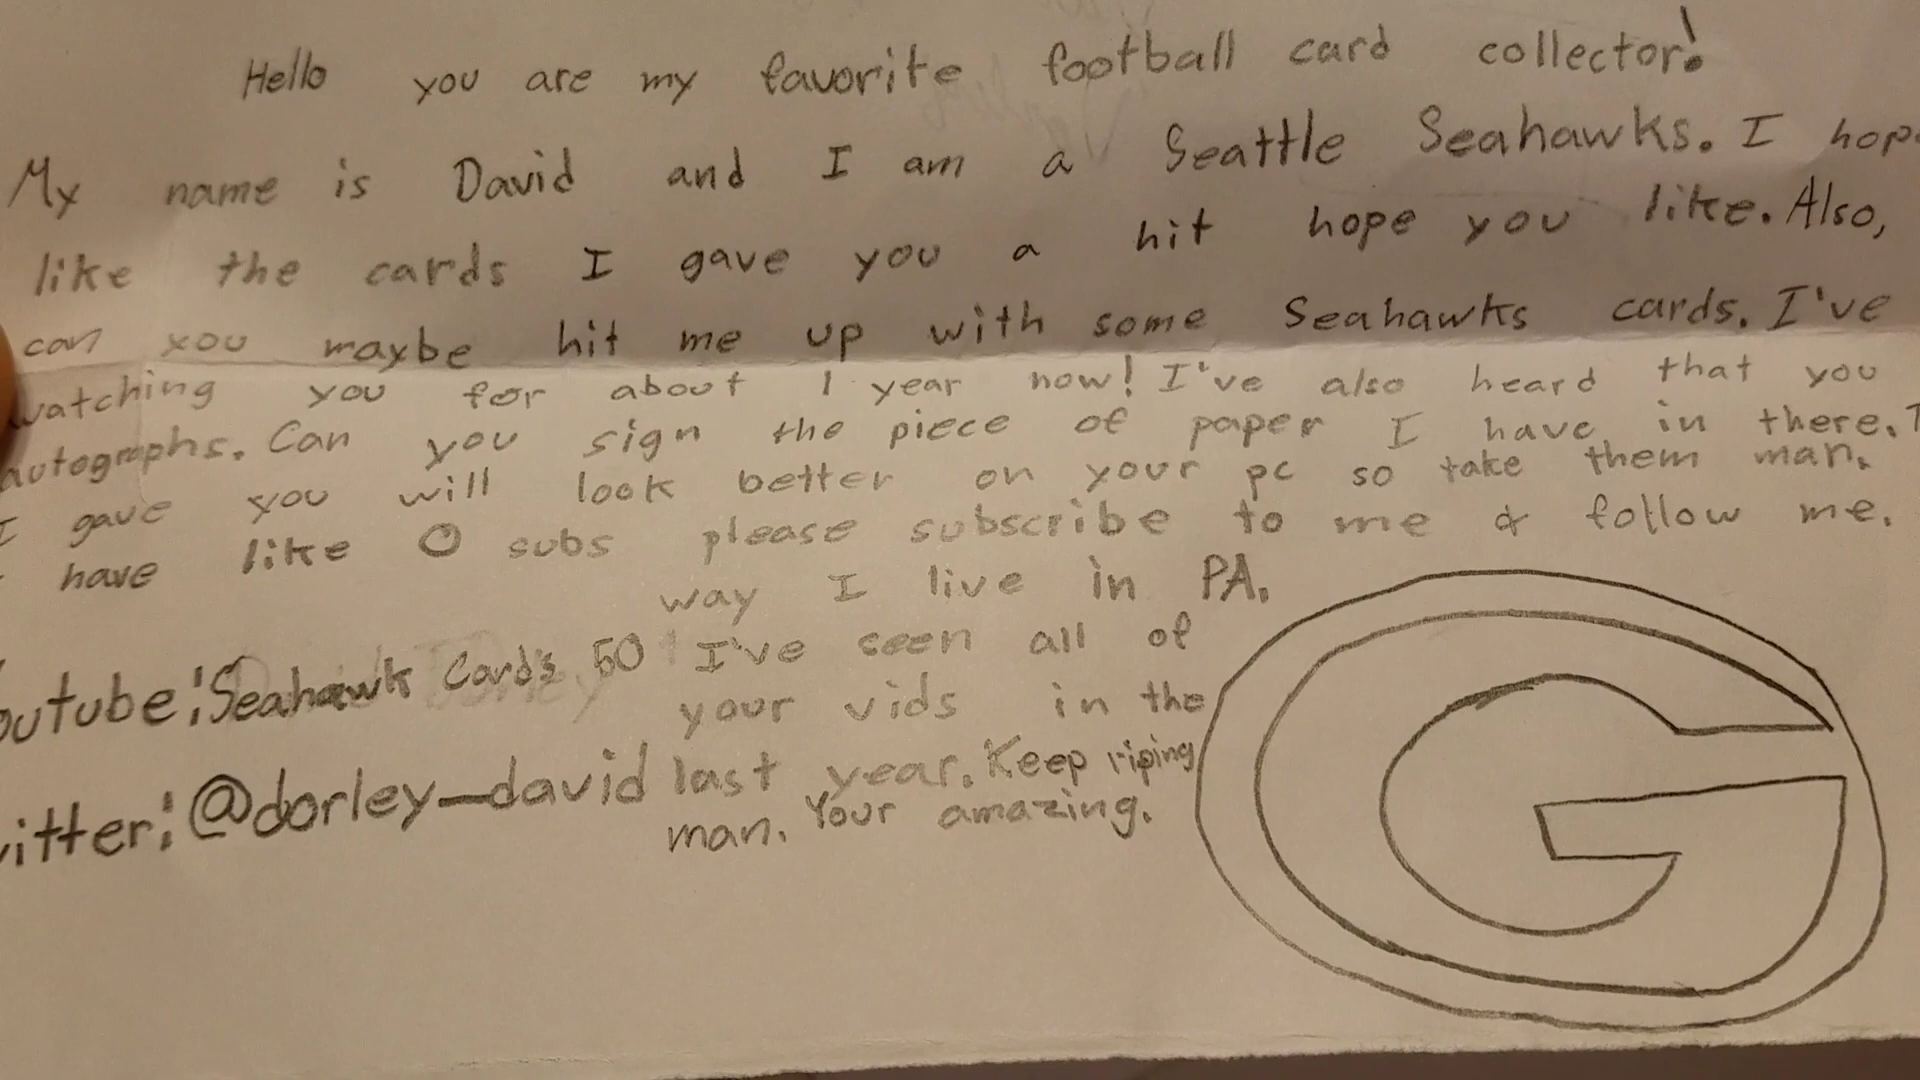 Hello you are my favorite football card collector!
My name is David and I am a Seattle Seahawks. I hop
like the cards I gave you a hit hope you like. Also,
can you maybe hit me up with some Seahawks cards. I've
watching you for about 1 year now! I've also heard that you
autographs. Can you sign the piece of paper I have in there. T
I gave you will look better on your pc so take them man.
have like 0 subs please subscribe to me & follow me.
way I live in PA.
outube: Seahawk Cards 50 I've seen all of
your vids in the
itter: @dorley_david last year. Keep riping
man. Your amazing.
G